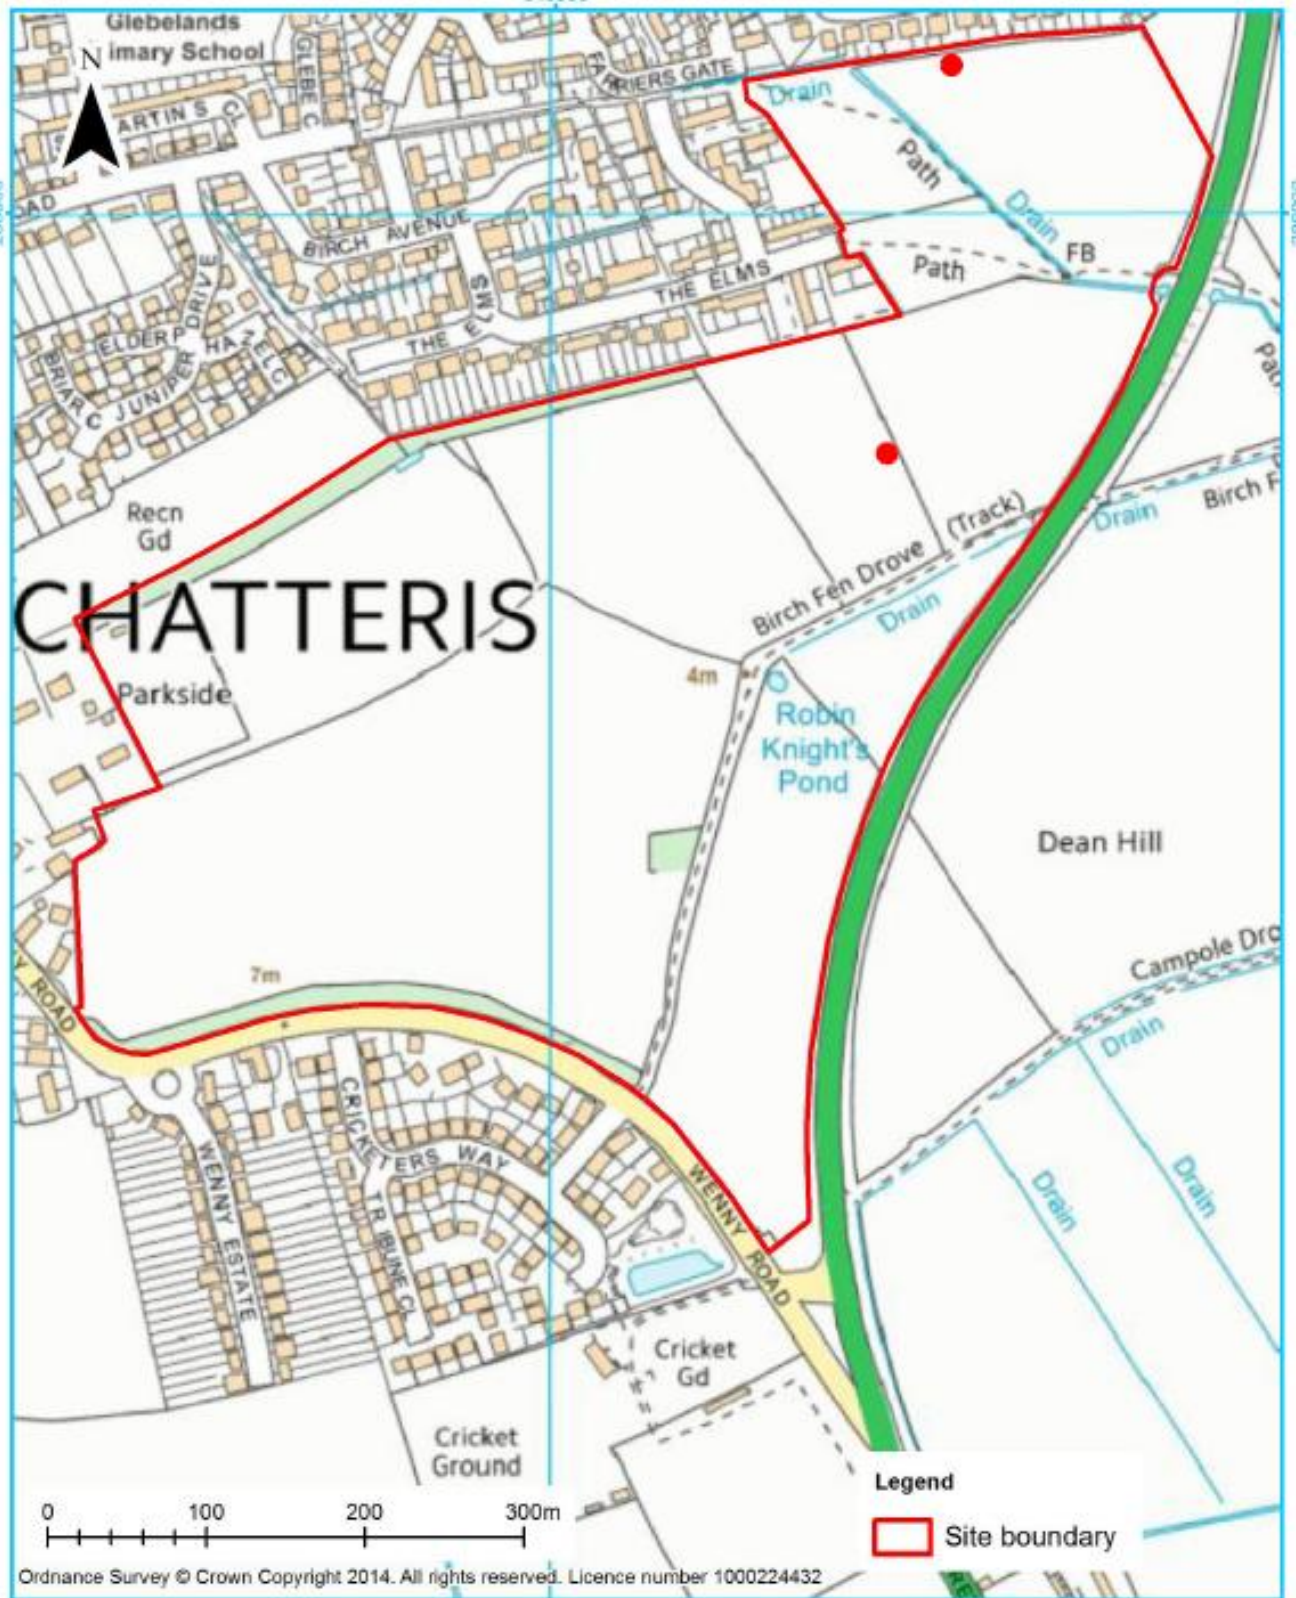 Glebelands
imary School
N
GLEBE C
FARRIERS GATE
ARTIN S CL
Drain
Path
Drain
OAD
BIRCH AVENUE
FB
Path
THE ELMS
ELMS
THE
DRIVE
ELDER P
HAZEL C
JUNIPER
BRIAR C
Path
Recn
Gd
Birch F
Drain
Birch Fen Drove (Track)
Drain
CHATTERIS
Parkside
4m
Robin
Knight's
Pond
Dean Hill
Campole Dro
Drain
7m
Y ROAD
CRICKETERS WAY
WENNY ROAD
WENNY ESTATE
TRIBUNE CL
Drain
Drain
Cricket
Gd
Cricket
Ground
Legend
Site boundary
0 100 200 300m
Ordnance Survey © Crown Copyright 2014. All rights reserved. Licence number 1000224432